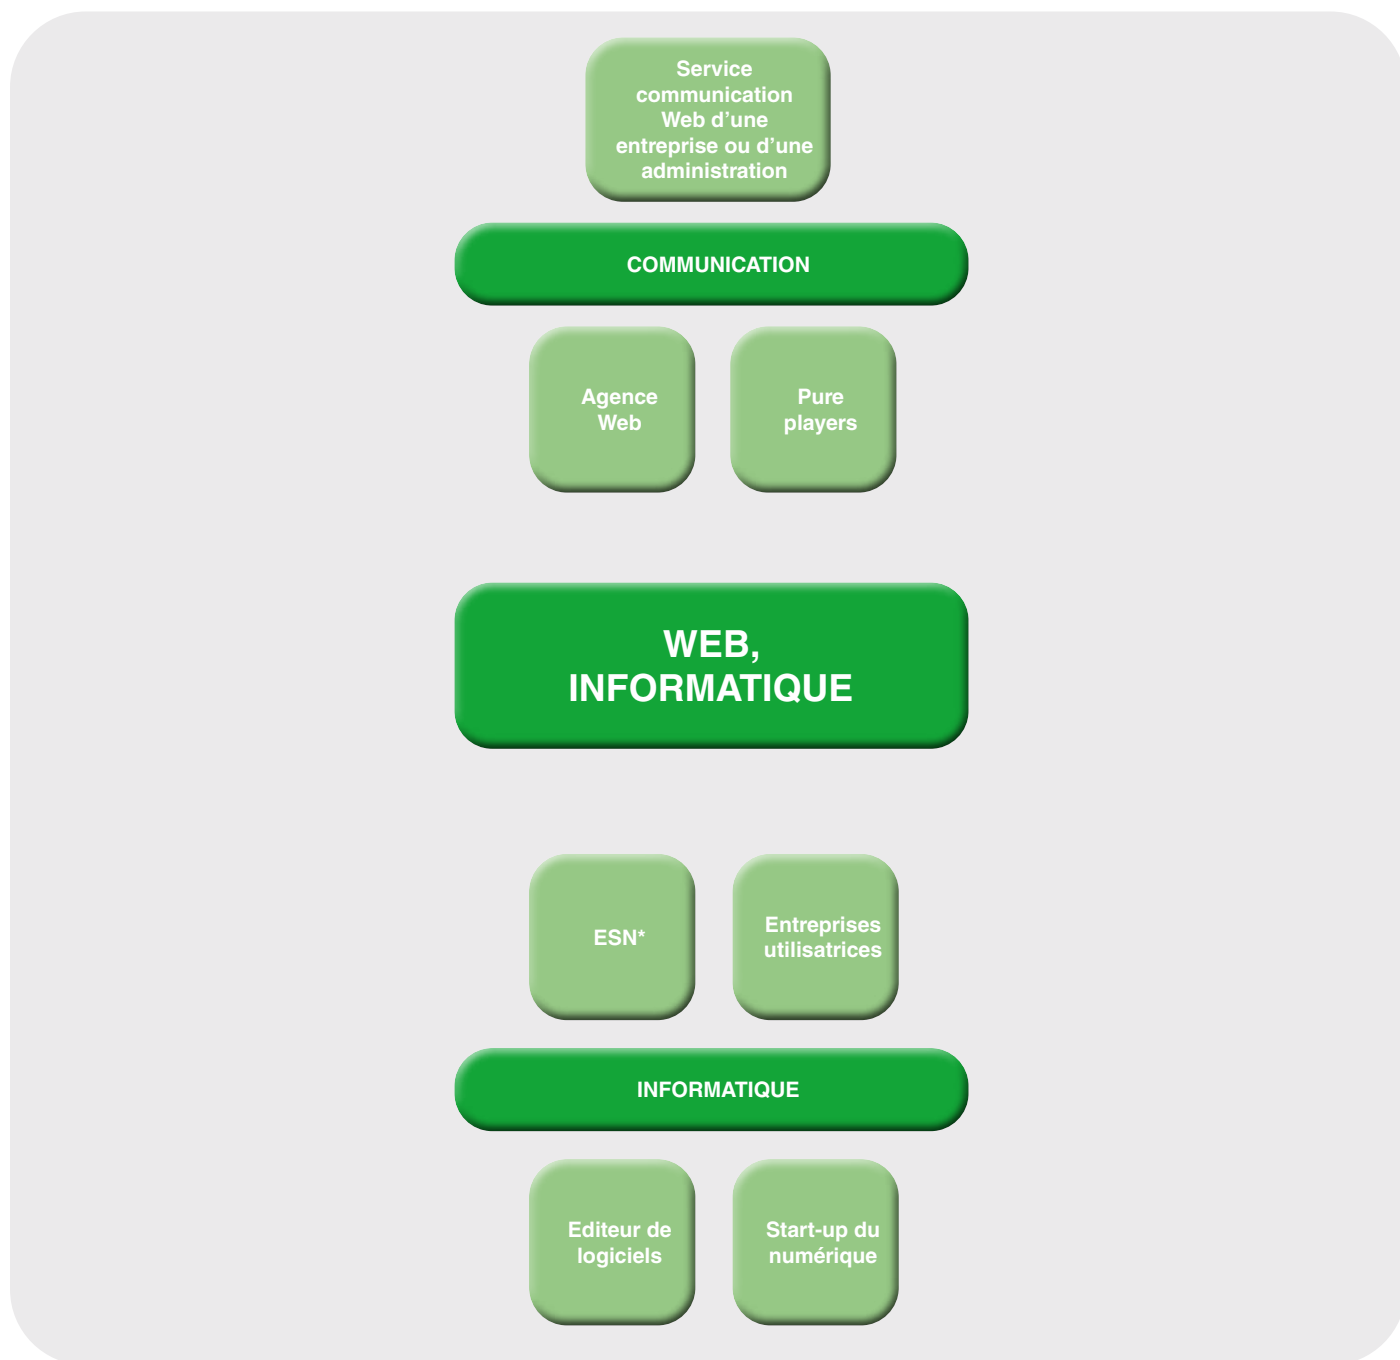 Service
communication
Web d’une
entreprise ou d’une
administration
COMMUNICATION
Agence
Web
Pure
players
WEB,
INFORMATIQUE
ESN*
Entreprises
utilisatrices
INFORMATIQUE
Editeur de
logiciels
Start-up du
numérique